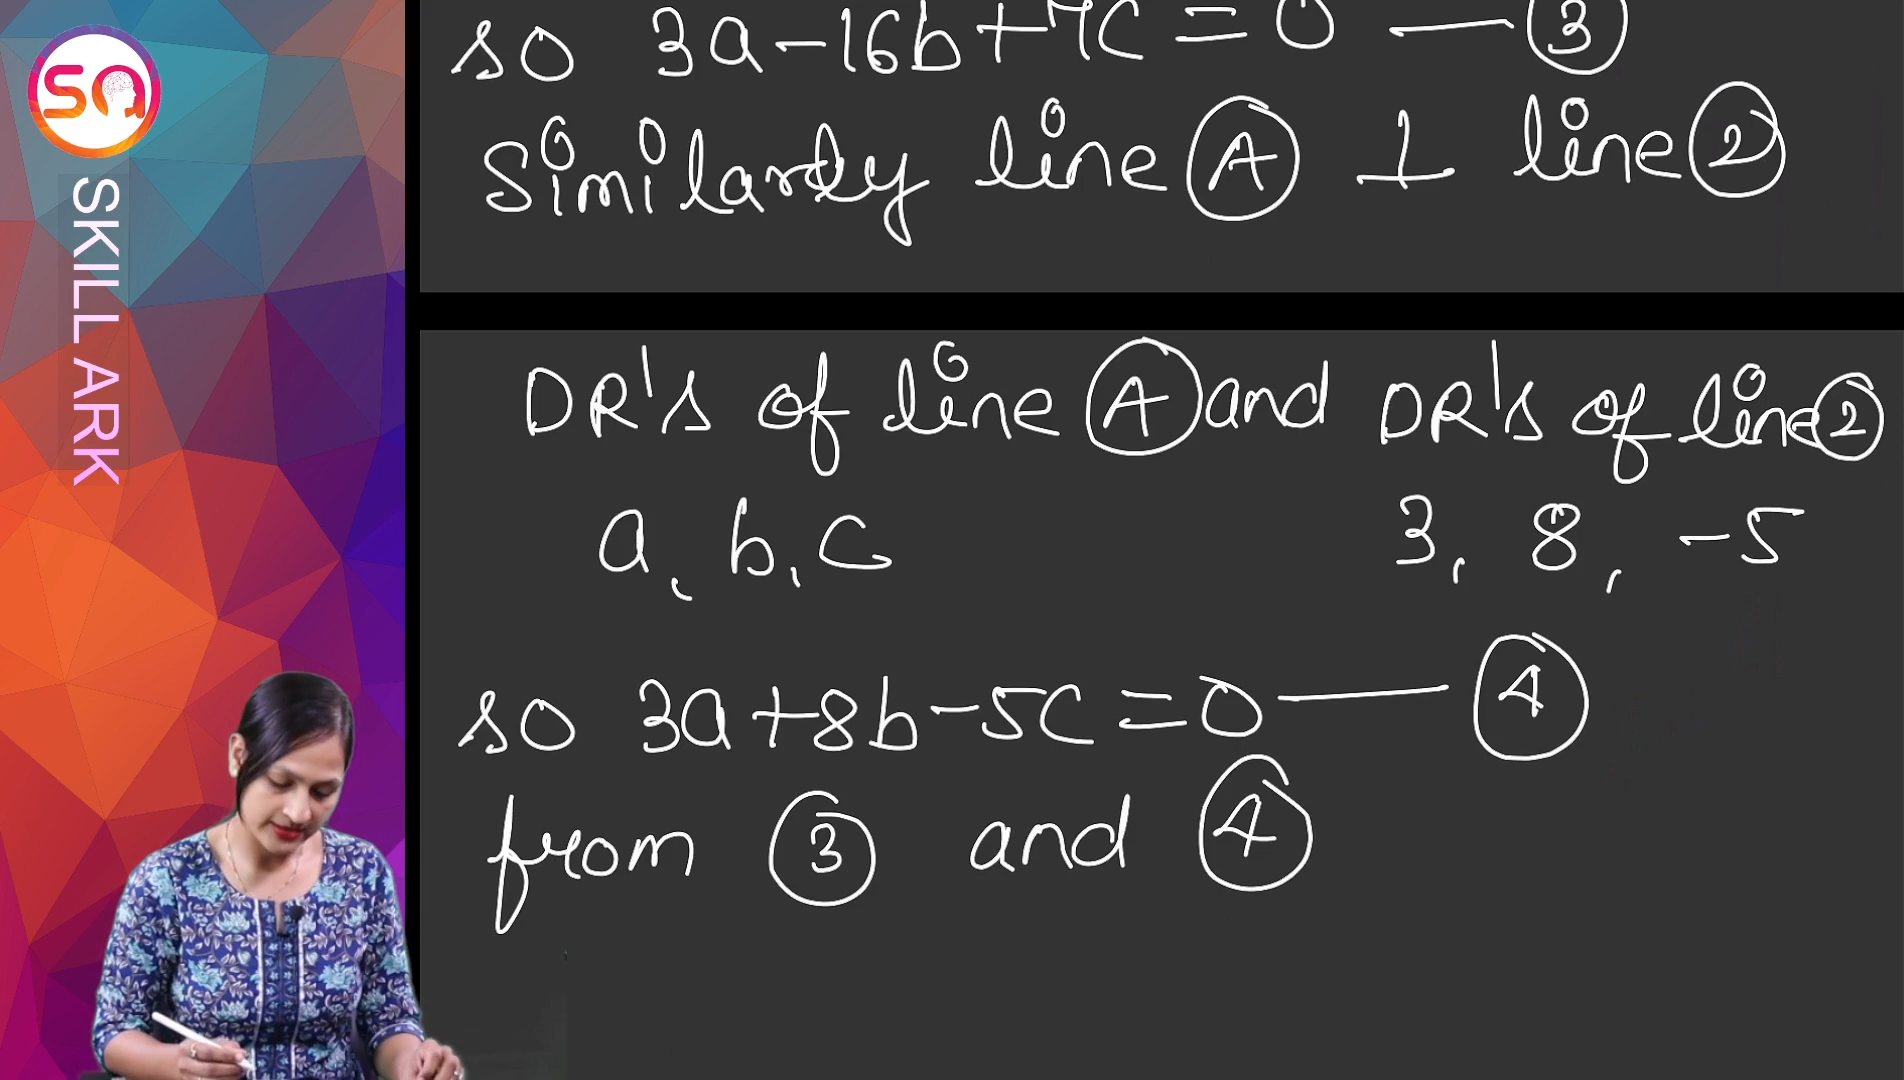 SA
SKILL ARK
so 3a-16b+7c=0 — 3
Similarly line A ⊥ line 2
DR's of line A and DR's of line 2
a, b, c 3, 8, -5
so 3a+8b-5c=0 — 4
from 3 and 4